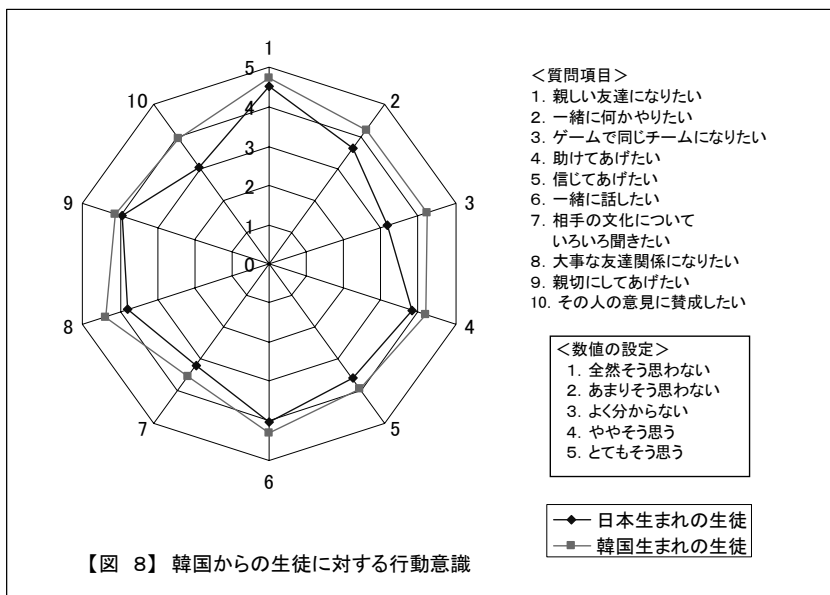 1
5
10
2
4
3
2
9
3
1
0
8
4
7
5
6
＜質問項目＞
1. 親しい友達になりたい
2. 一緒に何かやりたい
3. ゲームで同じチームになりたい
4. 助けてあげたい
5. 信じてあげたい
6. 一緒に話したい
7. 相手の文化について
いろいろ聞きたい
8. 大事な友達関係になりたい
9. 親切にしてあげたい
10. その人の意見に賛成したい
＜数値の設定＞
1. 全然そう思わない
2. あまりそう思わない
3. よく分からない
4. ややそう思う
5. とてもそう思う
日本生まれの生徒
韓国生まれの生徒
【図 8】 韓国からの生徒に対する行動意識